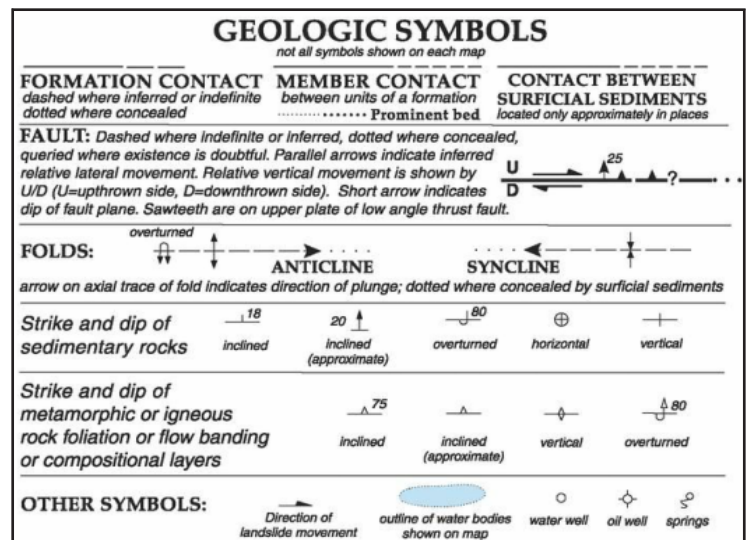 GEOLOGIC SYMBOLS
not all symbols shown on each map
FORMATION CONTACT
dashed where inferred or indefinite
dotted where concealed
MEMBER CONTACT
between units of a formation
Prominent bed
CONTACT BETWEEN
SURFICIAL SEDIMENTS
located only approximately in places
FAULT: Dashed where indefinite or inferred, dotted where concealed,
queried where existence is doubtful. Parallel arrows indicate inferred
relative lateral movement. Relative vertical movement is shown by
U/D (U=upthrown side, D=downthrown side). Short arrow indicates
dip of fault plane. Sawteeth are on upper plate of low angle thrust fault.
U
D
25
?
FOLDS:
overturned
ANTICLINE
SYNCLINE
arrow on axial trace of fold indicates direction of plunge; dotted where concealed by surficial sediments
Strike and dip of
sedimentary rocks
18
inclined
20
inclined
(approximate)
80
overturned
horizontal
vertical
Strike and dip of
metamorphic or igneous
rock foliation or flow banding
or compositional layers
75
inclined
inclined
(approximate)
vertical
80
overturned
OTHER SYMBOLS:
Direction of
landslide movement
outline of water bodies
shown on map
water well
oil well
springs